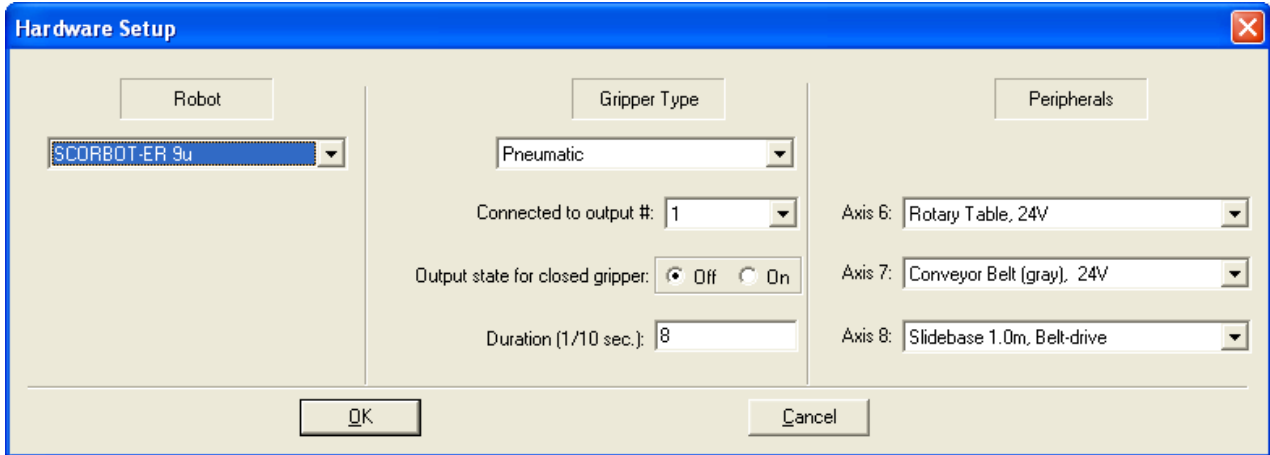 Hardware Setup
Robot
SCORBOT-ER 9u
Gripper Type
Pneumatic
Connected to output #: 1
Output state for closed gripper: Off On
Duration (1/10 sec.): 8
Peripherals
Axis 6: Rotary Table, 24V
Axis 7: Conveyor Belt (gray), 24V
Axis 8: Slidebase 1.0m, Belt-drive
OK
Cancel